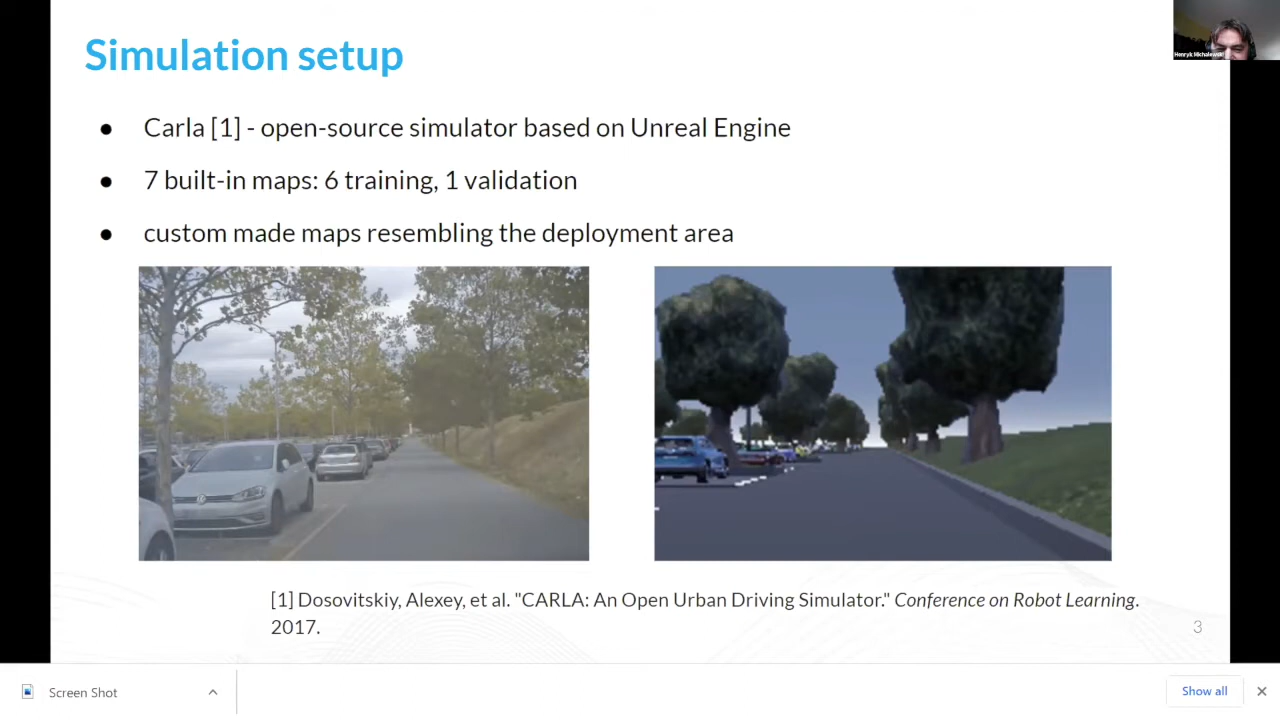 Simulation setup
Henryk Michalewski
● Carla [1] - open-source simulator based on Unreal Engine
● 7 built-in maps: 6 training, 1 validation
● custom made maps resembling the deployment area
[1] Dosovitskiy, Alexey, et al. "CARLA: An Open Urban Driving Simulator." Conference on Robot Learning.
2017.
3
Screen Shot
Show all